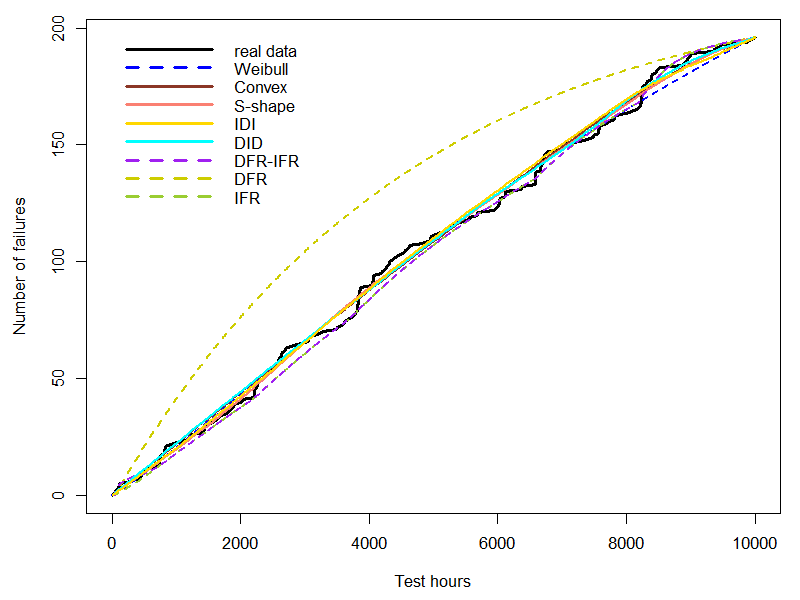 200
150
100
50
0
Number of failures
real data
Weibull
Convex
S-shape
IDI
DID
DFR-IFR
DFR
IFR
0 2000 4000 6000 8000 10000
Test hours